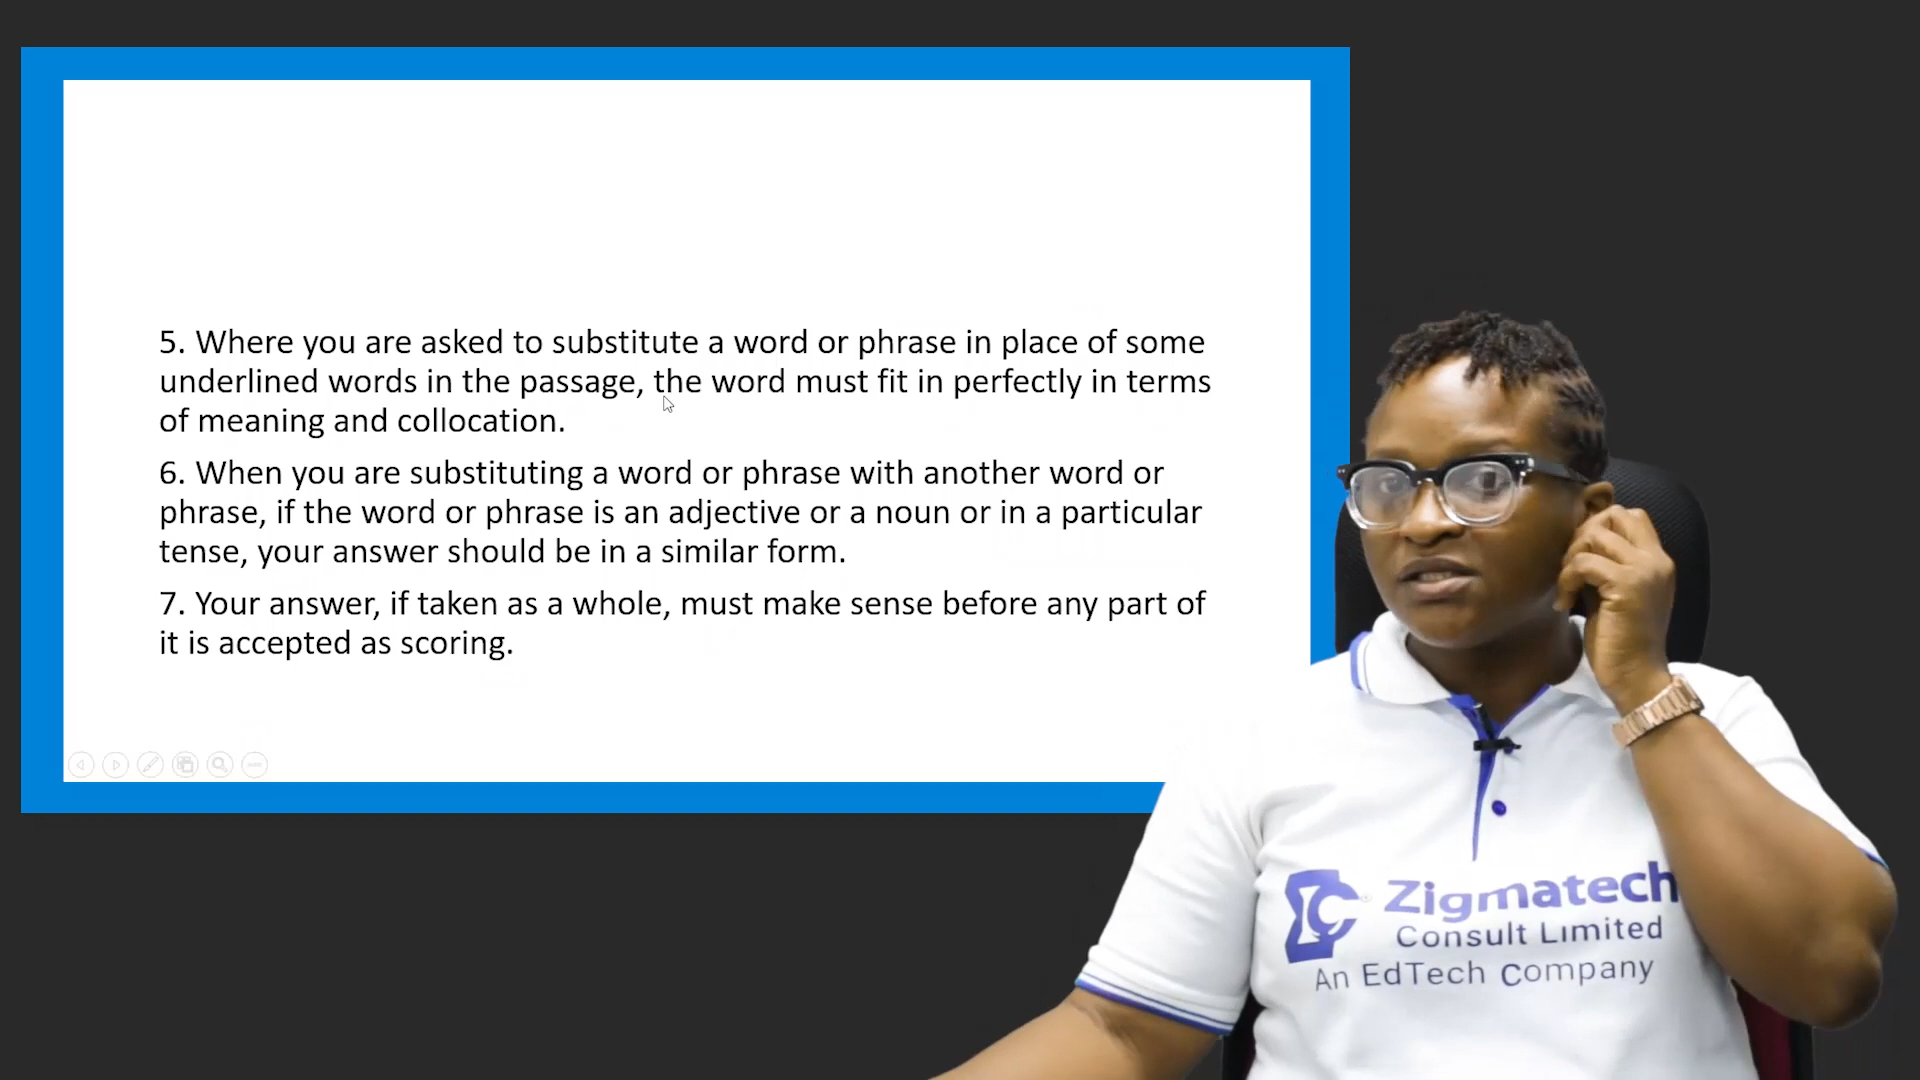 5. Where you are asked to substitute a word or phrase in place of some
underlined words in the passage, the word must fit in perfectly in terms
of meaning and collocation.
6. When you are substituting a word or phrase with another word or
phrase, if the word or phrase is an adjective or a noun or in a particular
tense, your answer should be in a similar form.
7. Your answer, if taken as a whole, must make sense before any part of
it is accepted as scoring.
Zigmatech
Consult Limited
An EdTech Company